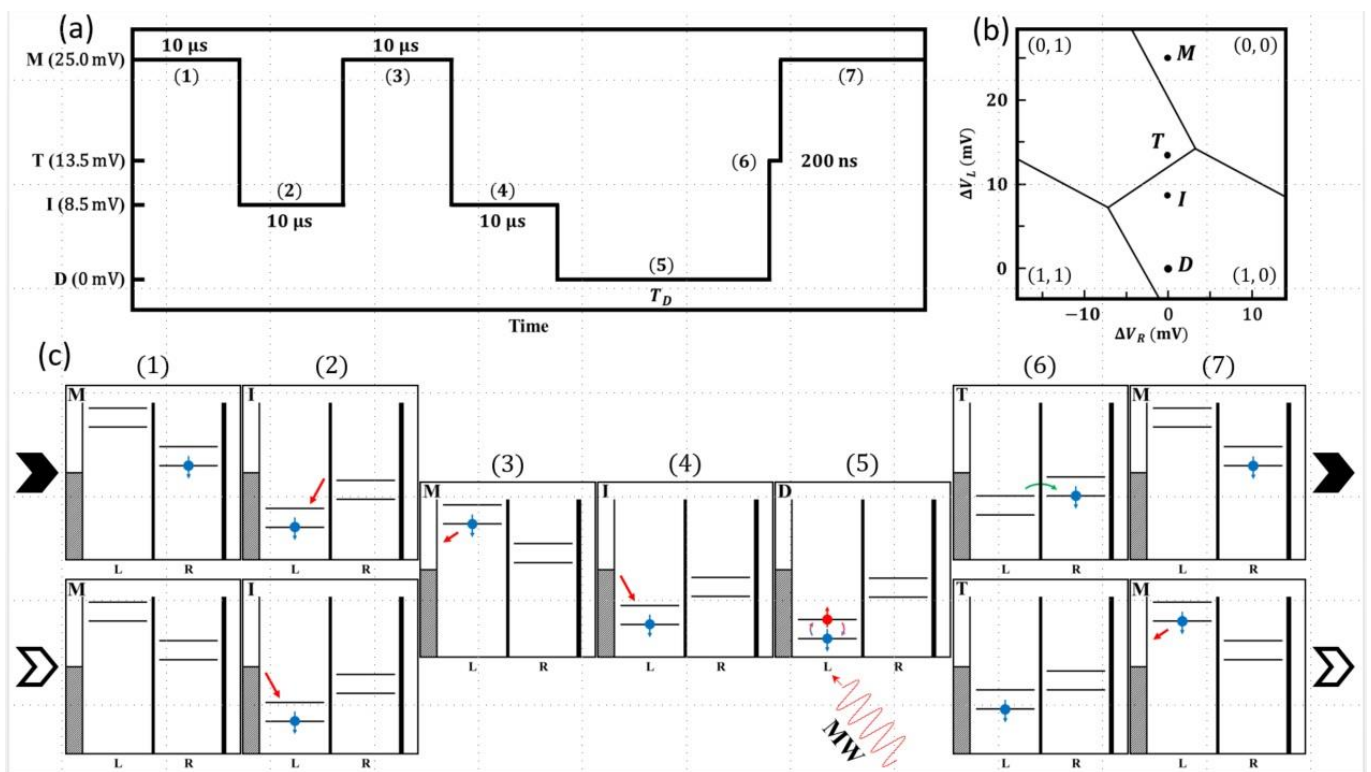 (a)
10 μs
10 μs
M (25.0 mV)
(1)
(3)
(7)
T (13.5 mV)
(6)
200 ns
(2)
(4)
I (8.5 mV)
10 μs
10 μs
(5)
D (0 mV)
T_D
Time
(b)
(0,1)
M
(0,0)
20
T
10
I
0
D
(1,1)
(1,0)
−10
0
10
ΔV_L (mV)
ΔV_R (mV)
(c)
(1)
(2)
(6)
(7)
M
I
T
M
(3)
(4)
(5)
M
I
D
L
R
L
R
L
R
L
R
M
I
T
M
L
R
L
R
L
R
MW
L
R
L
R
L
R
L
R